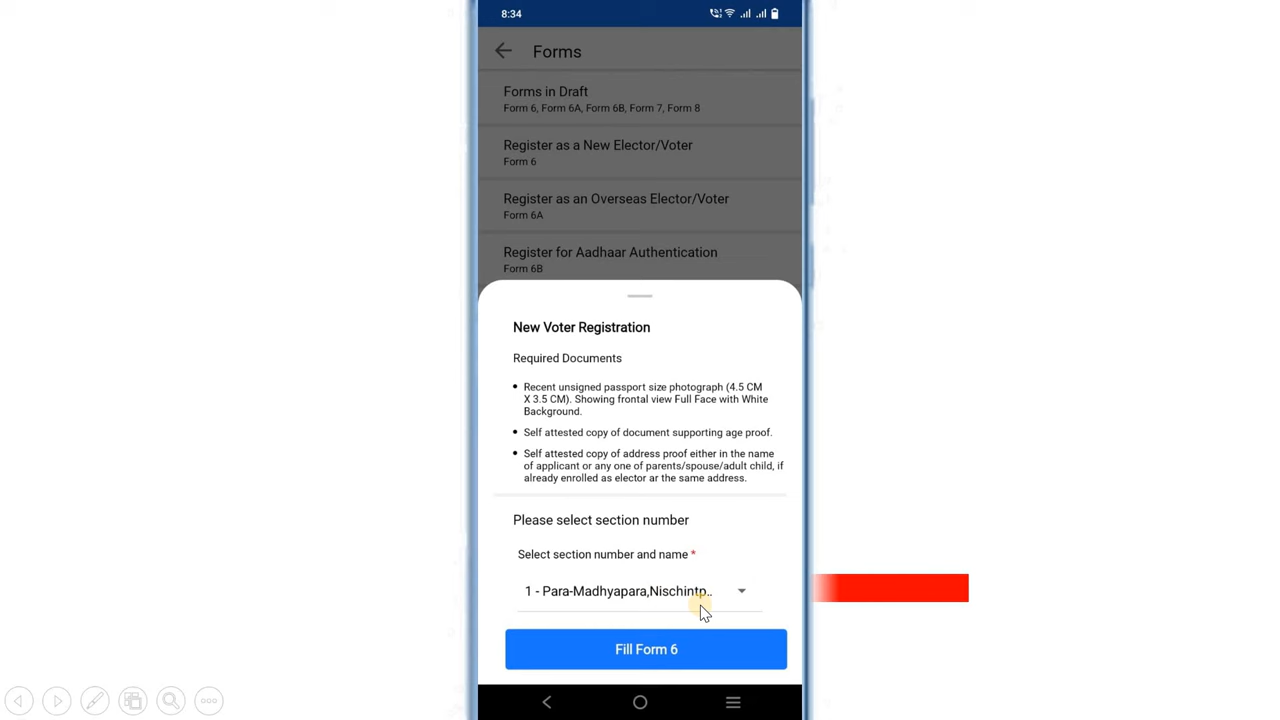 8:34
Forms
Forms in Draft
Form 6, Form 6A, Form 6B, Form 7, Form 8
Register as a New Elector/Voter
Form 6
Register as an Overseas Elector/Voter
Form 6A
Register for Aadhaar Authentication
Form 6B
New Voter Registration
Required Documents
Recent unsigned passport size photograph (4.5 CM
X 3.5 CM). Showing frontal view Full Face with White
Background.
Self attested copy of document supporting age proof.
Self attested copy of address proof either in the name
of applicant or any one of parents/spouse/adult child, if
already enrolled as elector ar the same address.
Please select section number
Select section number and name *
1 - Para-Madhyapara,Nischintp..
Fill Form 6